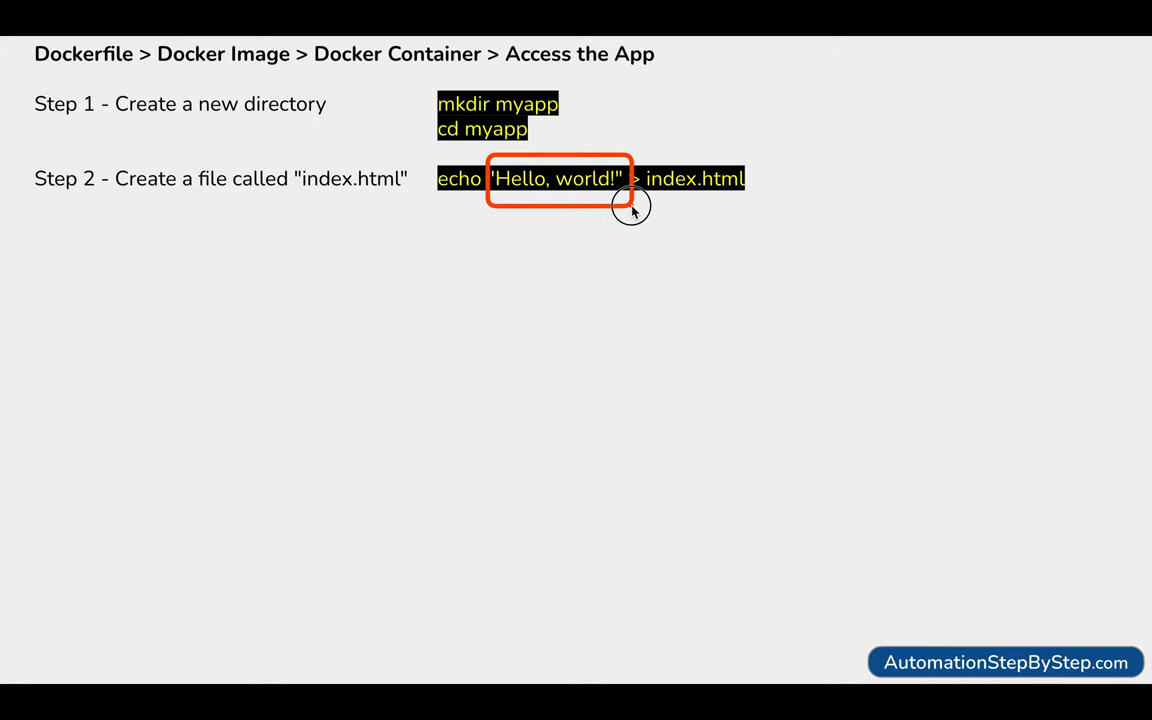 Dockerfile > Docker Image > Docker Container > Access the App
Step 1 - Create a new directory
mkdir myapp
cd myapp
Step 2 - Create a file called "index.html"
echo "Hello, world!" > index.html
AutomationStepByStep.com